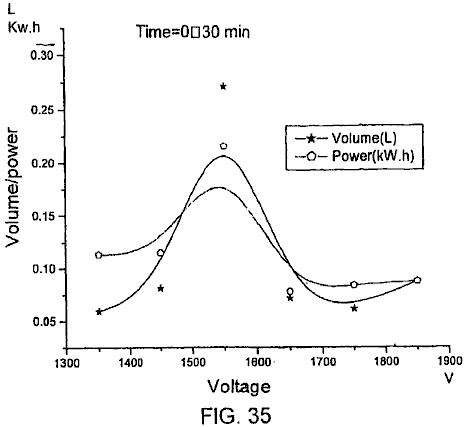 L
Kw.h
Time=0□30 min
0.30
0.25
0.20
0.15
0.10
0.05
Volume/power
Volume(L)
Power(kW.h)
1300 1400 1500 1600 1700 1800 1900
Voltage
V
FIG. 35